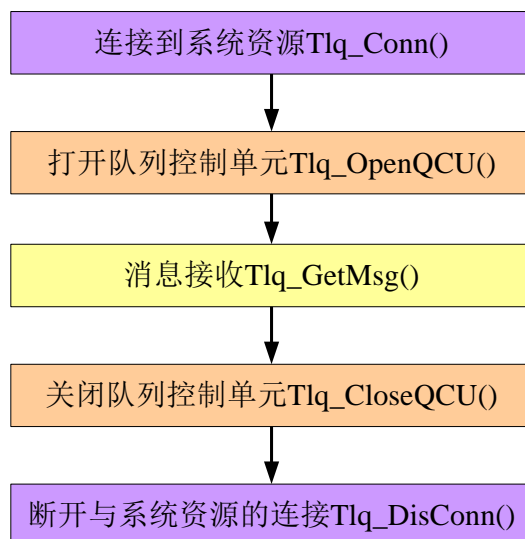 连接到系统资源Tlq_Conn()
打开队列控制单元Tlq_OpenQCU()
消息接收Tlq_GetMsg()
关闭队列控制单元Tlq_CloseQCU()
断开与系统资源的连接Tlq_DisConn()